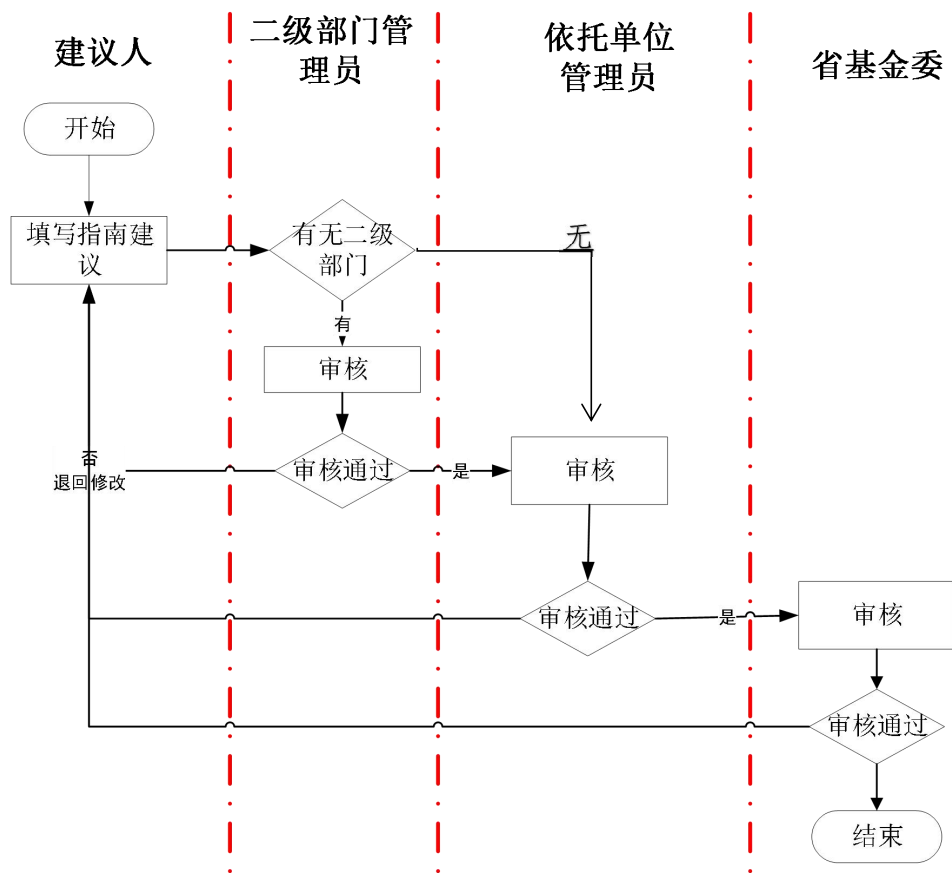 建议人
二级部门管
理员
依托单位
管理员
省基金委
开始
填写指南建
议
有无二级
部门
无
有
审核
审核通过
是
审核
否
退回修改
审核通过
是
审核
审核通过
结束